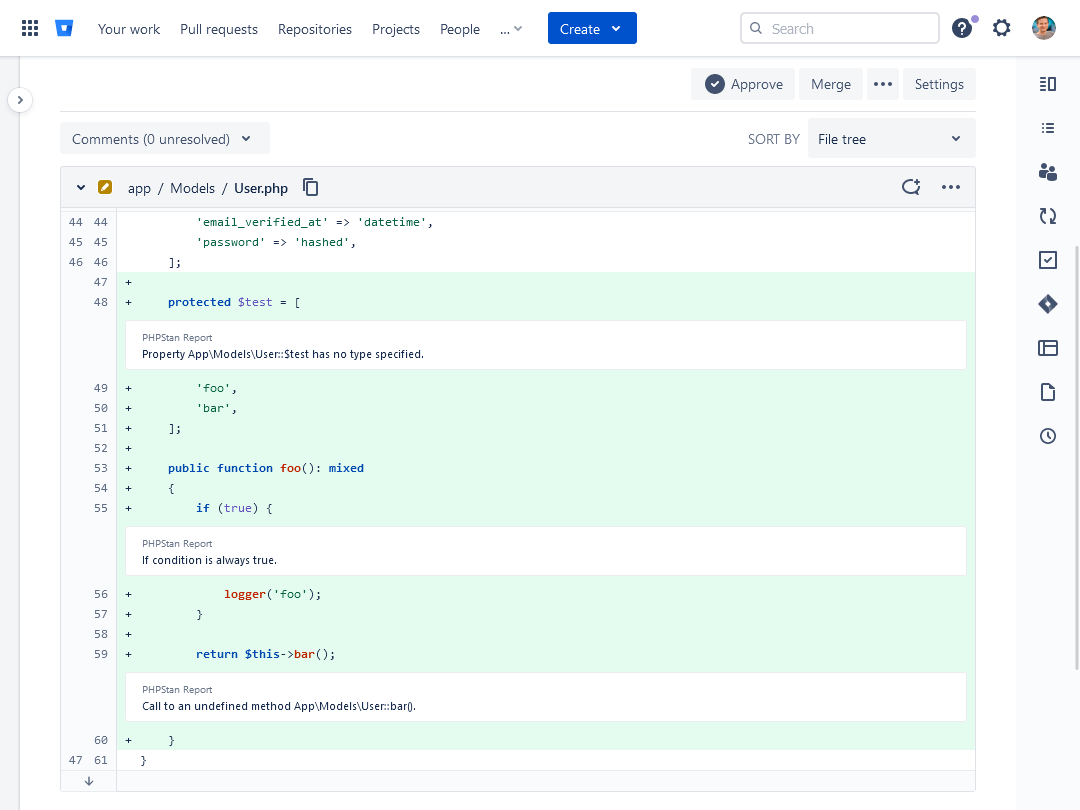 Your work Pull requests Repositories Projects People ... Create Search
Approve Merge Settings
Comments (0 unresolved) SORT BY File tree
app / Models / User.php
44 44 'email_verified_at' => 'datetime',
45 45 'password' => 'hashed',
46 46 ];
47 +
48 + protected $test = [
PHPStan Report
Property App\Models\User::$test has no type specified.
49 + 'foo',
50 + 'bar',
51 + ];
52 +
53 + public function foo(): mixed
54 + {
55 + if (true) {
PHPStan Report
If condition is always true.
56 + logger('foo');
57 + }
58 +
59 + return $this->bar();
PHPStan Report
Call to an undefined method App\Models\User::bar().
60 + }
47 61 }